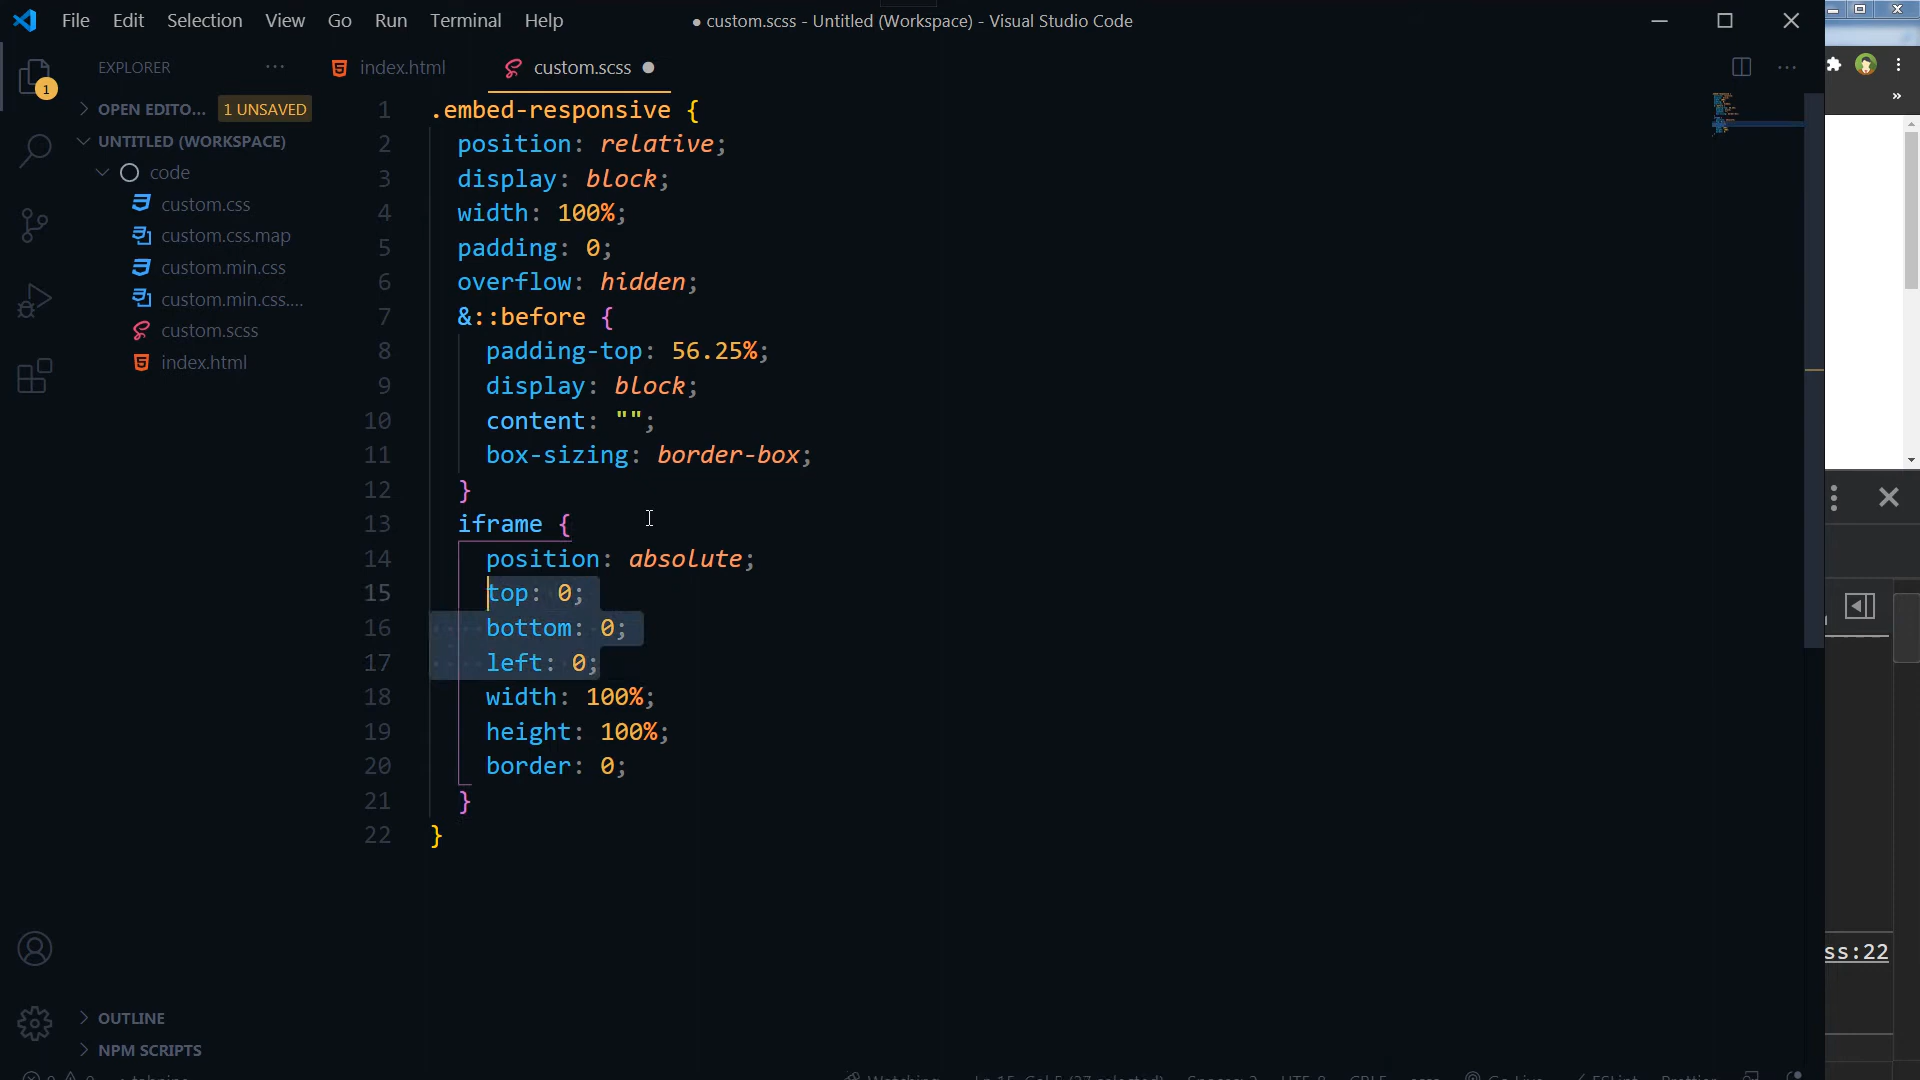 File Edit Selection View Go Run Terminal Help
● custom.scss - Untitled (Workspace) - Visual Studio Code
EXPLORER
index.html
custom.scss
OPEN EDITO... 1 UNSAVED
UNTITLED (WORKSPACE)
code
custom.css
custom.css.map
custom.min.css
custom.min.css....
custom.scss
index.html
OUTLINE
NPM SCRIPTS
1
1 .embed-responsive {
2 position: relative;
3 display: block;
4 width: 100%;
5 padding: 0;
6 overflow: hidden;
7 &::before {
8 padding-top: 56.25%;
9 display: block;
10 content: "";
11 box-sizing: border-box;
12 }
13 iframe {
14 position: absolute;
15 top: 0;
16 bottom: 0;
17 left: 0;
18 width: 100%;
19 height: 100%;
20 border: 0;
21 }
22 }
ss:22